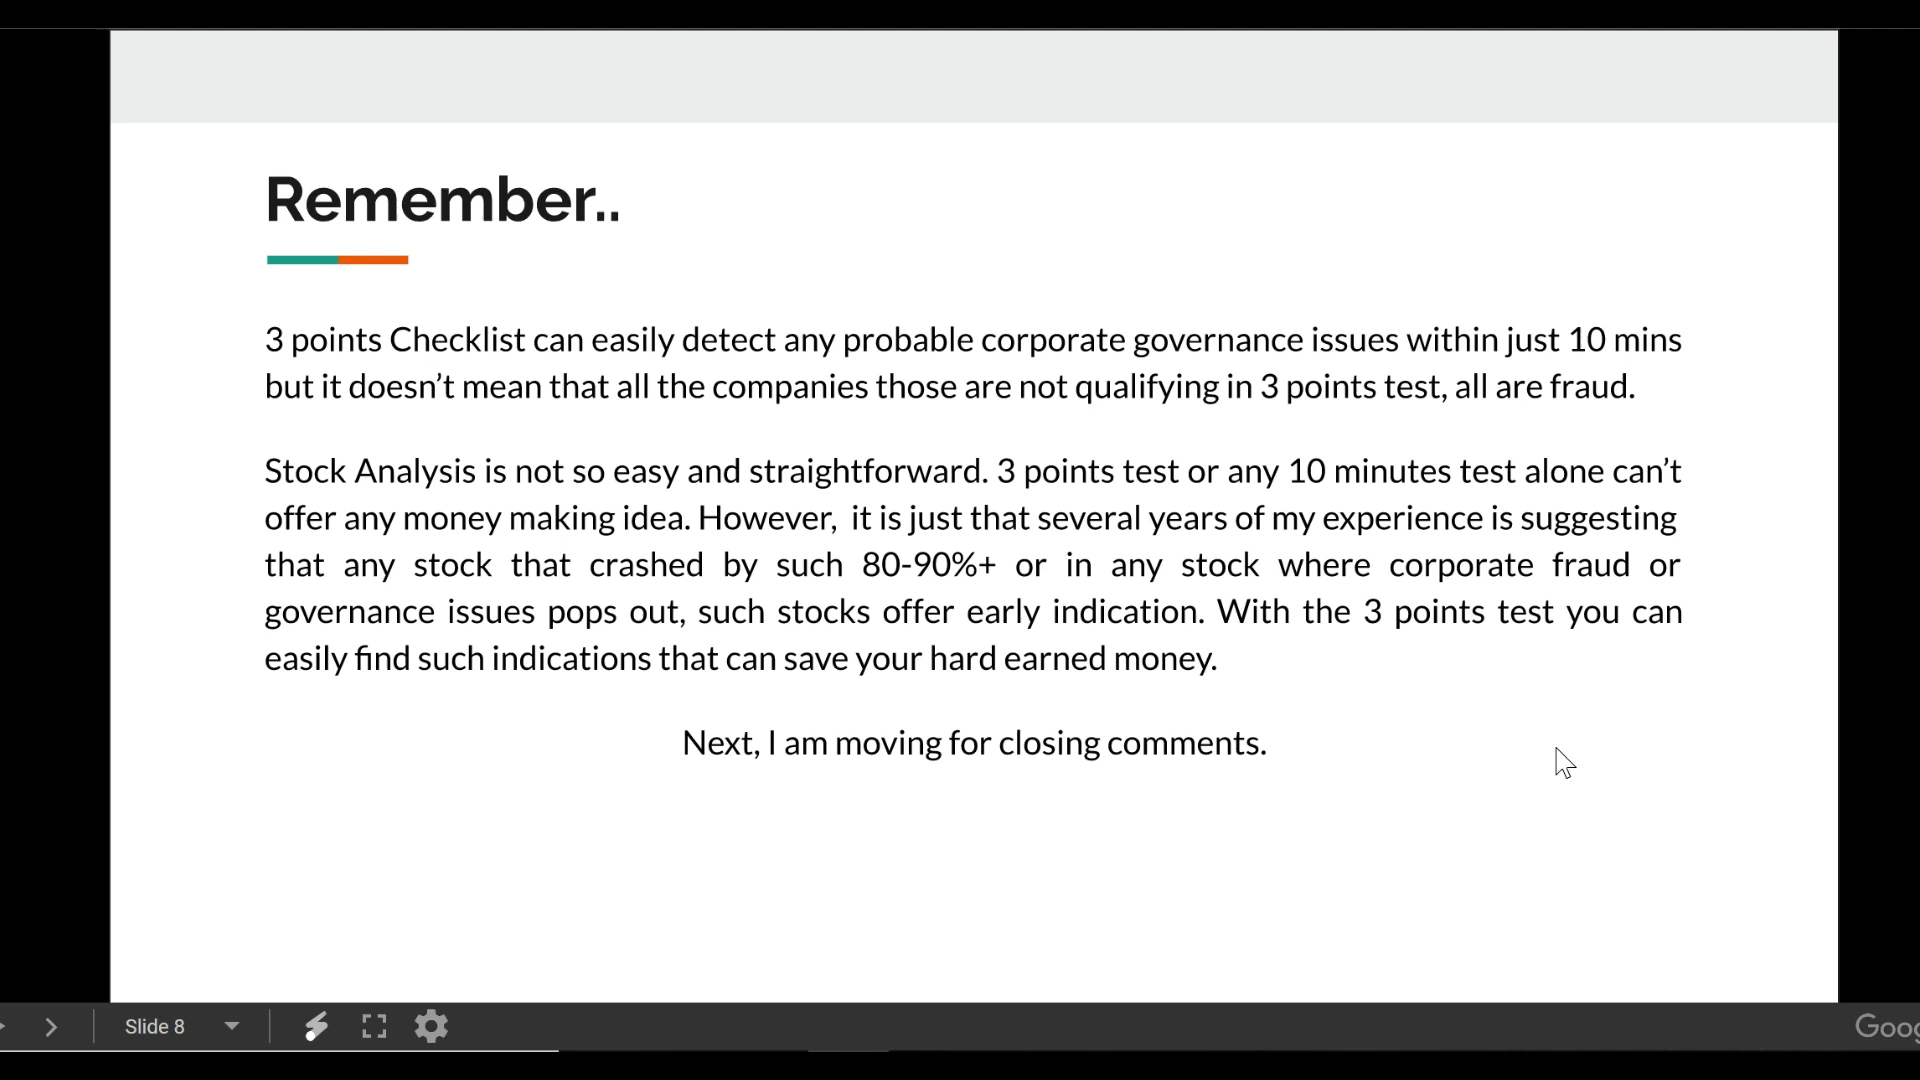 Remember..
3 points Checklist can easily detect any probable corporate governance issues within just 10 mins
but it doesn't mean that all the companies those are not qualifying in 3 points test, all are fraud.
Stock Analysis is not so easy and straightforward. 3 points test or any 10 minutes test alone can't
offer any money making idea. However,  it is just that several years of my experience is suggesting
that any stock that crashed by such 80-90%+ or in any stock where corporate fraud or
governance issues pops out, such stocks offer early indication. With the 3 points test you can
easily find such indications that can save your hard earned money.
Next, I am moving for closing comments.
Slide 8